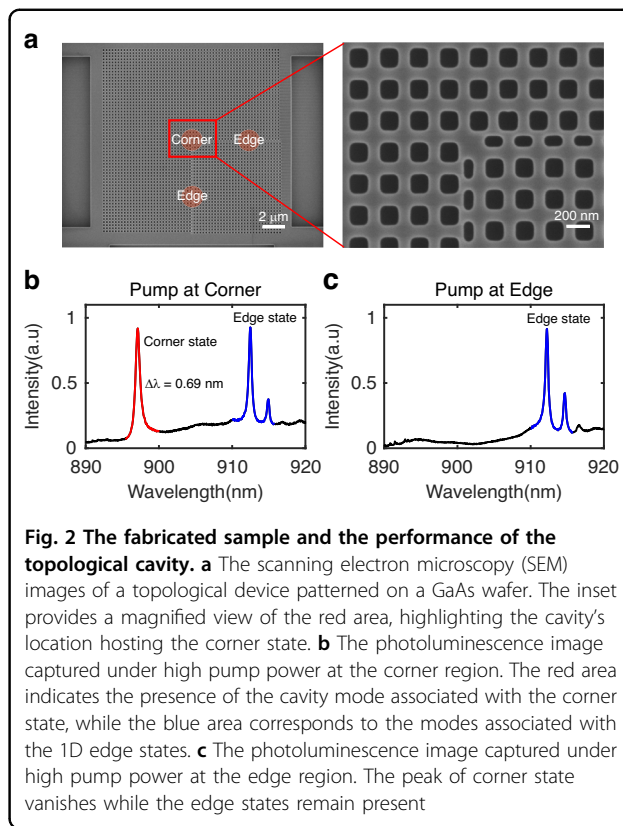 a
Corner
Edge
Edge
2 μm
200 nm
b
Pump at Corner
1
0.5
0
Intensity(a.u)
Corner state
Δλ = 0.69 nm
Edge state
890
900
910
920
Wavelength(nm)
c
Pump at Edge
1
0.5
0
Intensity(a.u)
Edge state
890
900
910
920
Wavelength(nm)
Fig. 2 The fabricated sample and the performance of the
topological cavity. a The scanning electron microscopy (SEM)
images of a topological device patterned on a GaAs wafer. The inset
provides a magnified view of the red area, highlighting the cavity's
location hosting the corner state. b The photoluminescence image
captured under high pump power at the corner region. The red area
indicates the presence of the cavity mode associated with the corner
state, while the blue area corresponds to the modes associated with
the 1D edge states. c The photoluminescence image captured under
high pump power at the edge region. The peak of corner state
vanishes while the edge states remain present